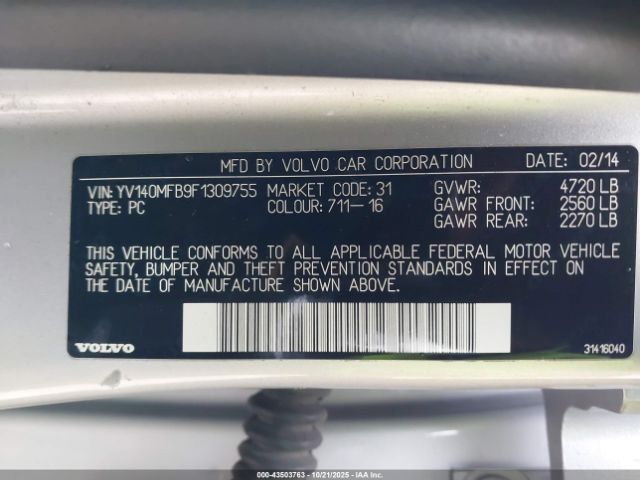 MFD BY VOLVO CAR CORPORATION DATE: 02/14
VIN: YV140MFB9F1309755 MARKET CODE: 31 GVWR: 4720 LB
TYPE: PC COLOUR: 711-16 GAWR FRONT: 2560 LB
GAWR REAR: 2270 LB
THIS VEHICLE CONFORMS TO ALL APPLICABLE FEDERAL MOTOR VEHICLE
SAFETY, BUMPER AND THEFT PREVENTION STANDARDS IN EFFECT ON
THE DATE OF MANUFACTURE SHOWN ABOVE.
VOLVO 31416040
000-43503763 - 10/21/2025 - IAA Inc.